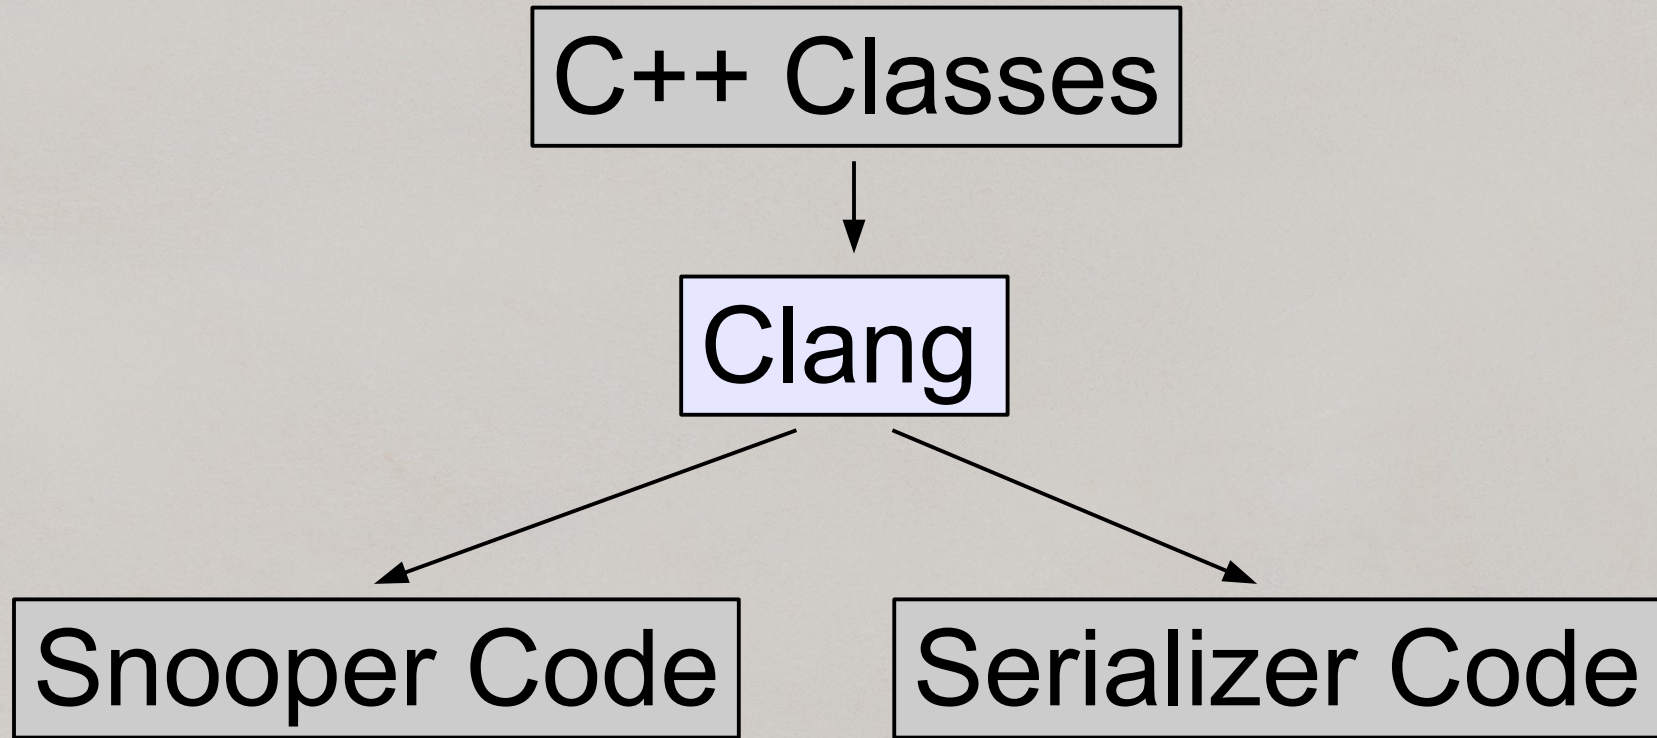 C++ Classes
Clang
Snooper Code
Serializer Code